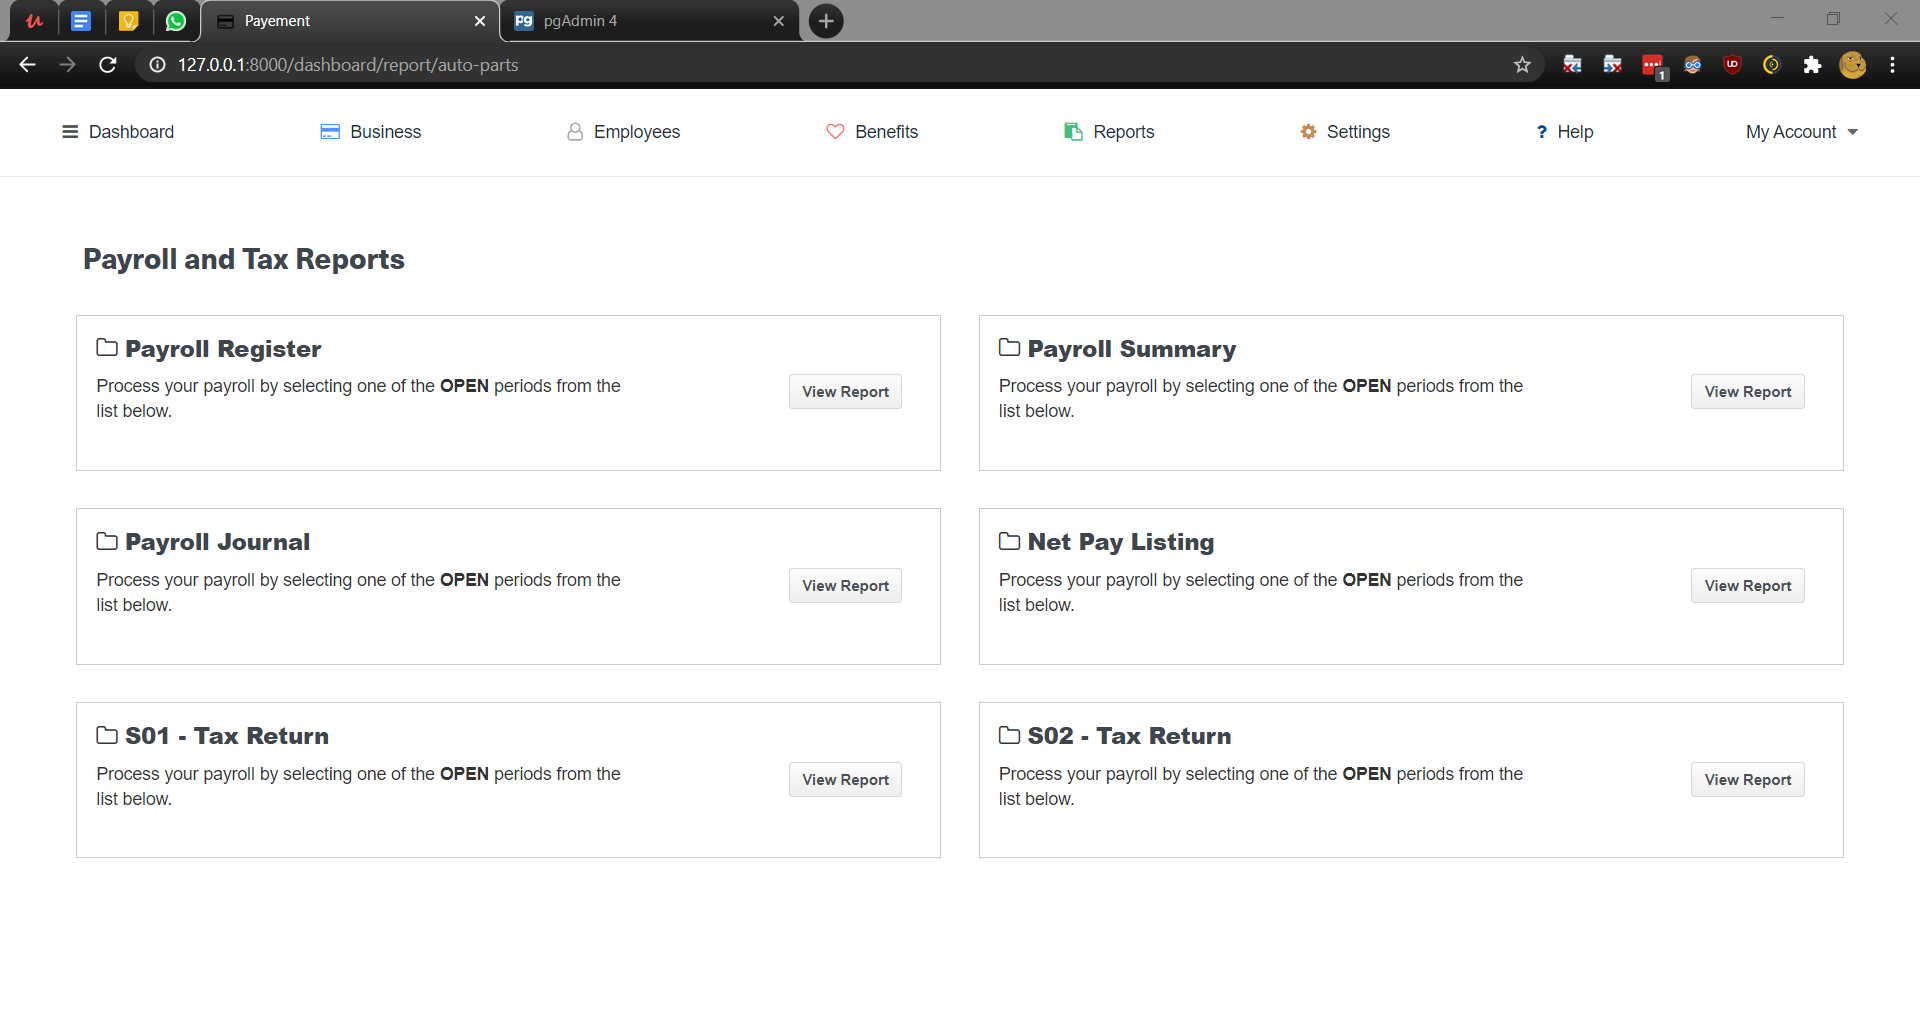 Payement
pgAdmin 4
127.0.0.1:8000/dashboard/report/auto-parts
1
Dashboard
Business
Employees
Benefits
Reports
Settings
? Help
My Account
Payroll and Tax Reports
Payroll Register
Process your payroll by selecting one of the OPEN periods from the
list below.
View Report
Payroll Summary
Process your payroll by selecting one of the OPEN periods from the
list below.
View Report
Payroll Journal
Process your payroll by selecting one of the OPEN periods from the
list below.
View Report
Net Pay Listing
Process your payroll by selecting one of the OPEN periods from the
list below.
View Report
S01 - Tax Return
Process your payroll by selecting one of the OPEN periods from the
list below.
View Report
S02 - Tax Return
Process your payroll by selecting one of the OPEN periods from the
list below.
View Report